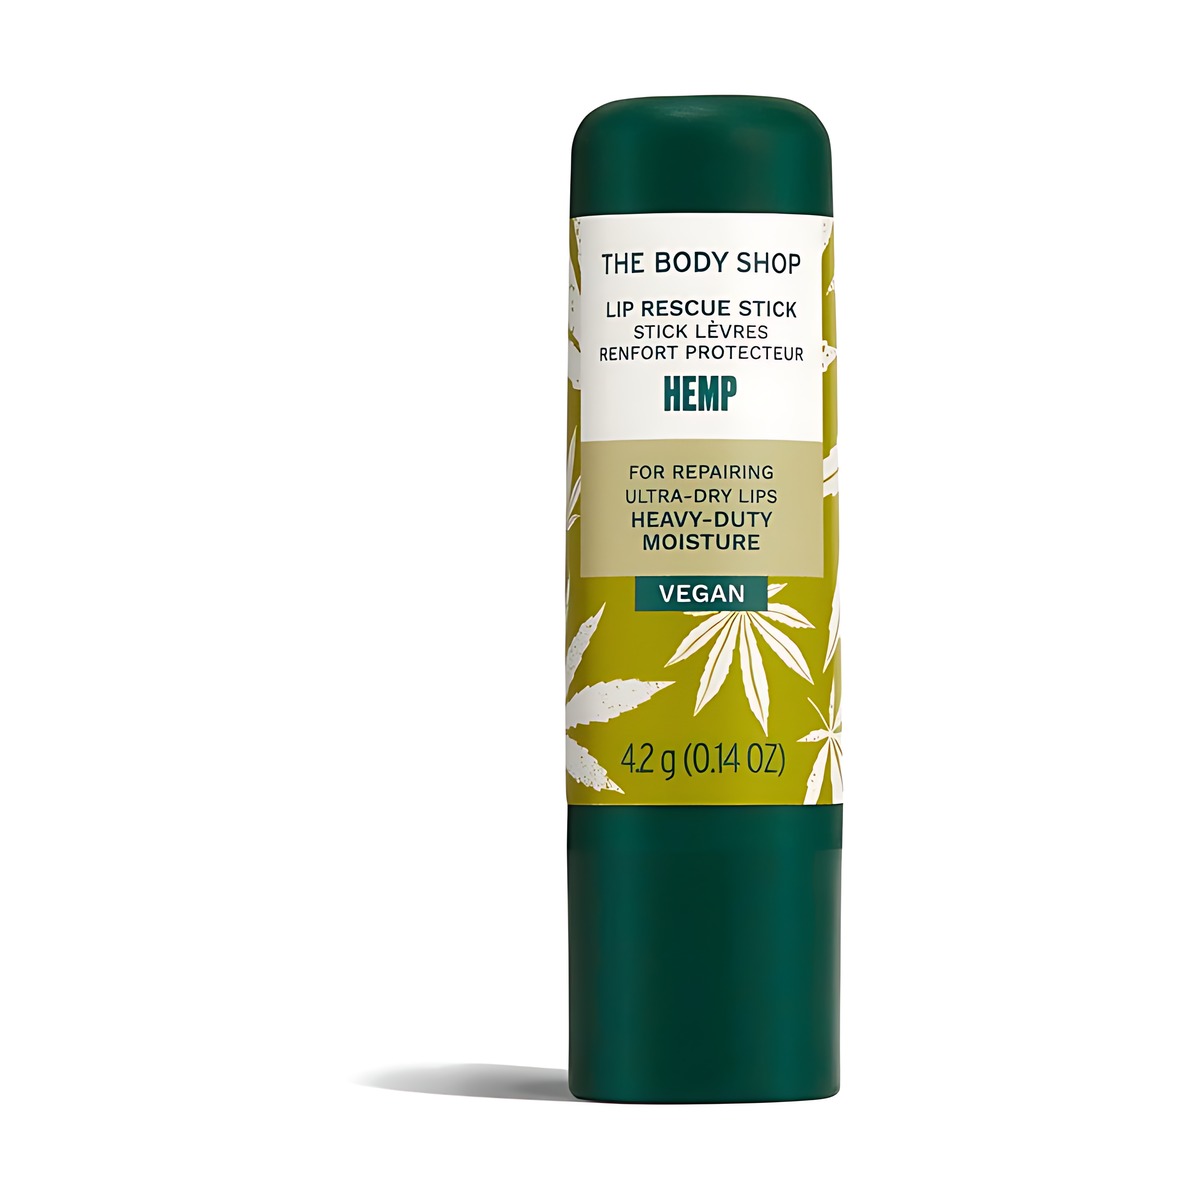 THE BODY SHOP
LIP RESCUE STICK
STICK LÈVRES
RENFORT PROTECTEUR
HEMP
FOR REPAIRING
ULTRA-DRY LIPS
HEAVY-DUTY
MOISTURE
VEGAN
4.2 g (0.14 OZ)